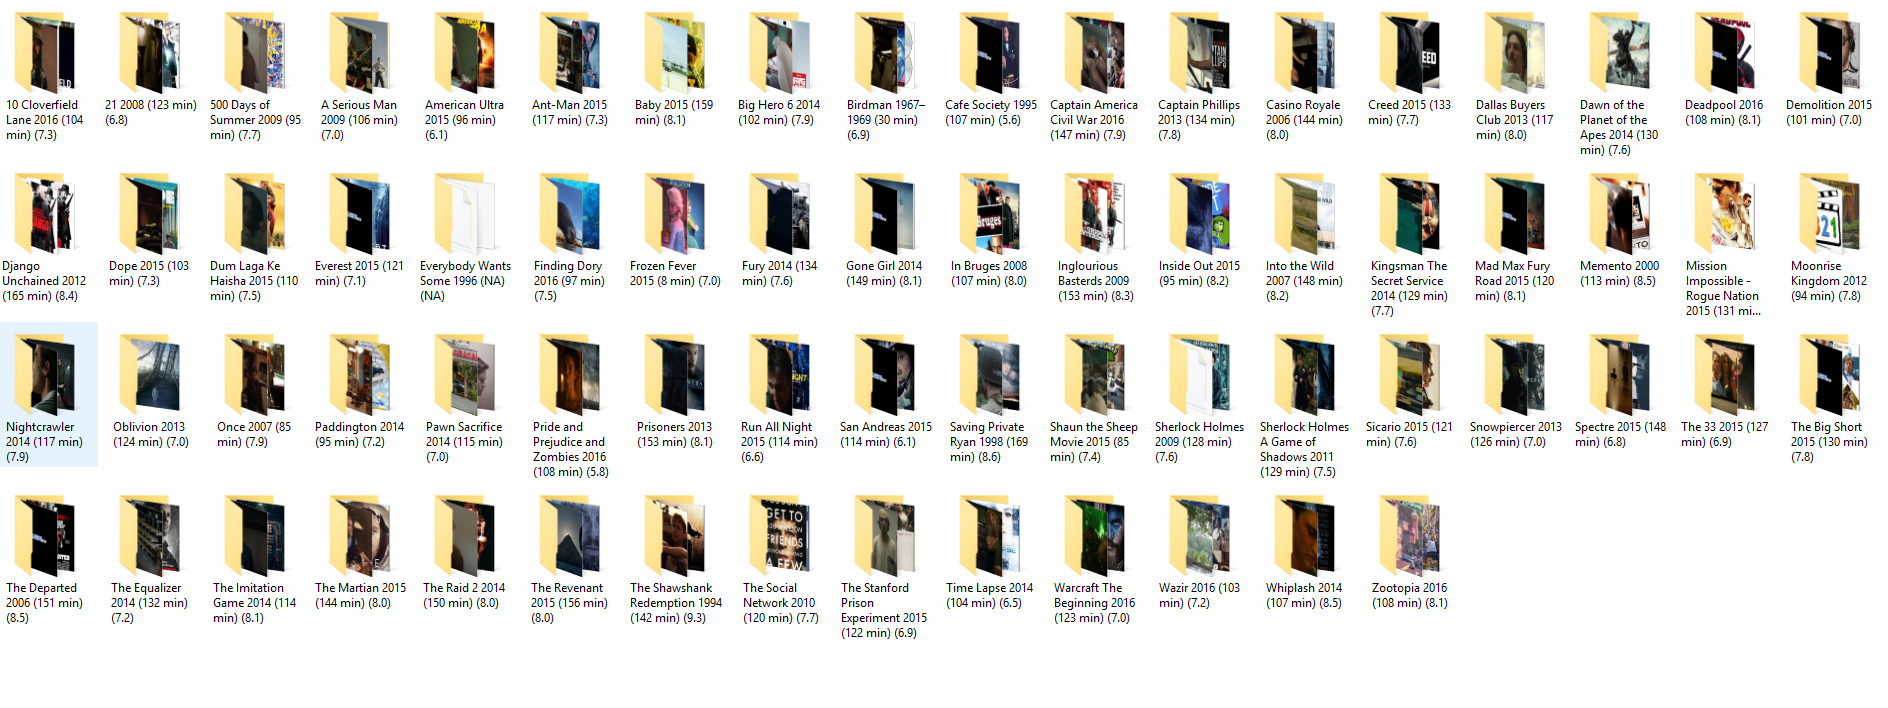 10 Cloverfield
Lane 2016 (104
min) (7.3)
21 2008 (123 min)
(6.8)
500 Days of
Summer 2009 (95
min) (7.7)
A Serious Man
2009 (106 min)
(7.0)
American Ultra
2015 (96 min)
(6.1)
Ant-Man 2015
(117 min) (7.3)
Baby 2015 (159
min) (8.1)
Big Hero 6 2014
(102 min) (7.9)
Birdman 1967–
1969 (30 min)
(6.9)
Cafe Society 1995
(107 min) (5.6)
Captain America
Civil War 2016
(147 min) (7.9)
Captain Phillips
2013 (134 min)
(7.8)
Casino Royale
2006 (144 min)
(8.0)
Creed 2015 (133
min) (7.7)
Dallas Buyers
Club 2013 (117
min) (8.0)
Dawn of the
Planet of the
Apes 2014 (130
min) (7.6)
Deadpool 2016
(108 min) (8.1)
Demolition 2015
(101 min) (7.0)
Django
Unchained 2012
(165 min) (8.4)
Dope 2015 (103
min) (7.3)
Dum Laga Ke
Haisha 2015 (110
min) (7.5)
Everest 2015 (121
min) (7.1)
Everybody Wants
Some 1996 (NA)
(NA)
Finding Dory
2016 (97 min)
(7.5)
Frozen Fever
2015 (8 min) (7.0)
Fury 2014 (134
min) (7.6)
Gone Girl 2014
(149 min) (8.1)
In Bruges 2008
(107 min) (8.0)
Inglourious
Basterds 2009
(153 min) (8.3)
Inside Out 2015
(95 min) (8.2)
Into the Wild
2007 (148 min)
(8.2)
Kingsman The
Secret Service
2014 (129 min)
(7.7)
Mad Max Fury
Road 2015 (120
min) (8.1)
Memento 2000
(113 min) (8.5)
Mission
Impossible -
Rogue Nation
2015 (131 mi...
Moonrise
Kingdom 2012
(94 min) (7.8)
Nightcrawler
2014 (117 min)
(7.9)
Oblivion 2013
(124 min) (7.0)
Once 2007 (85
min) (7.9)
Paddington 2014
(95 min) (7.2)
Pawn Sacrifice
2014 (115 min)
(7.0)
Pride and
Prejudice and
Zombies 2016
(108 min) (5.8)
Prisoners 2013
(153 min) (8.1)
Run All Night
2015 (114 min)
(6.6)
San Andreas 2015
(114 min) (6.1)
Saving Private
Ryan 1998 (169
min) (8.6)
Shaun the Sheep
Movie 2015 (85
min) (7.4)
Sherlock Holmes
2009 (128 min)
(7.6)
Sherlock Holmes
A Game of
Shadows 2011
(129 min) (7.5)
Sicario 2015 (121
min) (7.6)
Snowpiercer 2013
(126 min) (7.0)
Spectre 2015 (148
min) (6.8)
The 33 2015 (127
min) (6.9)
The Big Short
2015 (130 min)
(7.8)
The Departed
2006 (151 min)
(8.5)
The Equalizer
2014 (132 min)
(7.2)
The Imitation
Game 2014 (114
min) (8.1)
The Martian 2015
(144 min) (8.0)
The Raid 2 2014
(150 min) (8.0)
The Revenant
2015 (156 min)
(8.0)
The Shawshank
Redemption 1994
(142 min) (9.3)
The Social
Network 2010
(120 min) (7.7)
The Stanford
Prison
Experiment 2015
(122 min) (6.9)
Time Lapse 2014
(104 min) (6.5)
Warcraft The
Beginning 2016
(123 min) (7.0)
Wazir 2016 (103
min) (7.2)
Whiplash 2014
(107 min) (8.5)
Zootopia 2016
(108 min) (8.1)